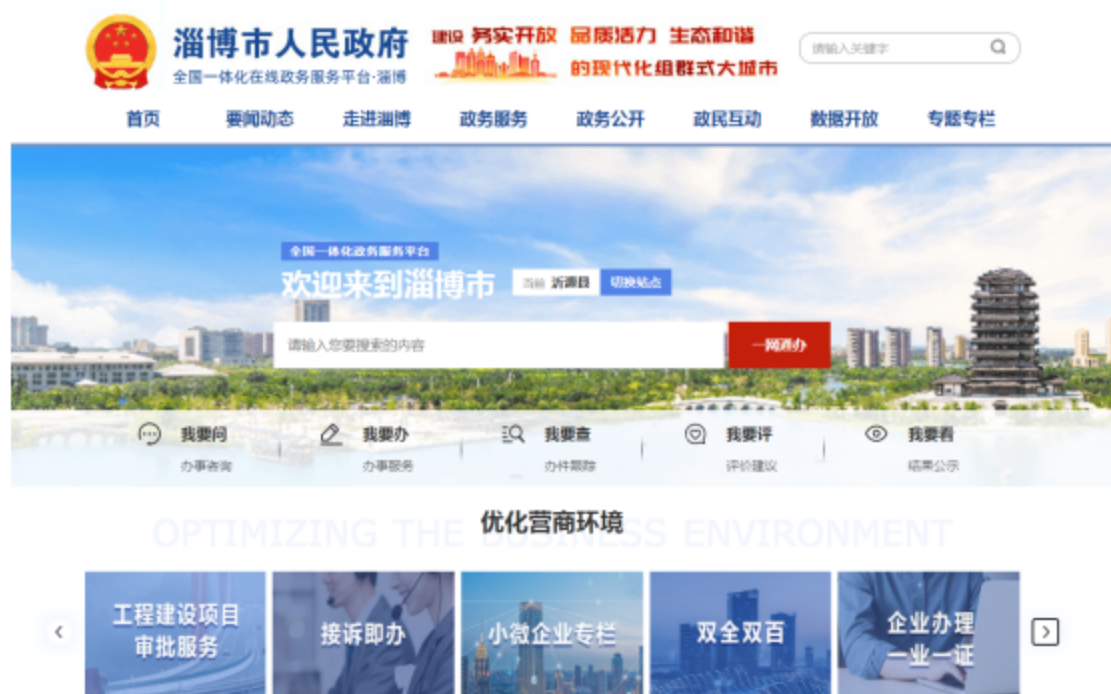 淄博市人民政府
全国一体化在线政务服务平台·淄博
建设 务实开放 品质活力 生态和谐
的现代化组群式大城市
请输入关键字
首页 要闻动态 走进淄博 政务服务 政务公开 政民互动 数据开放 专题专栏
全国一体化政务服务平台
欢迎来到淄博市 当前 沂源县 切换站点
请输入您要搜索的内容 一网通办
我要问 我要办 我要查 我要评 我要看
办事咨询 办事服务 办件跟踪 评价建议 结果公示
优化营商环境
OPTIMIZING THE BUSINESS ENVIRONMENT
工程建设项目
审批服务
接诉即办
小微企业专栏
双全双百
企业办理
一业一证